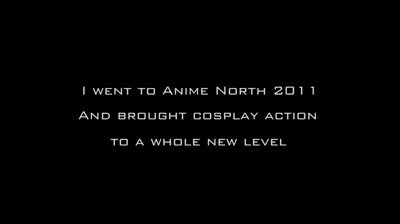 I went to Anime North 2011
And brought cosplay action
to a whole new level